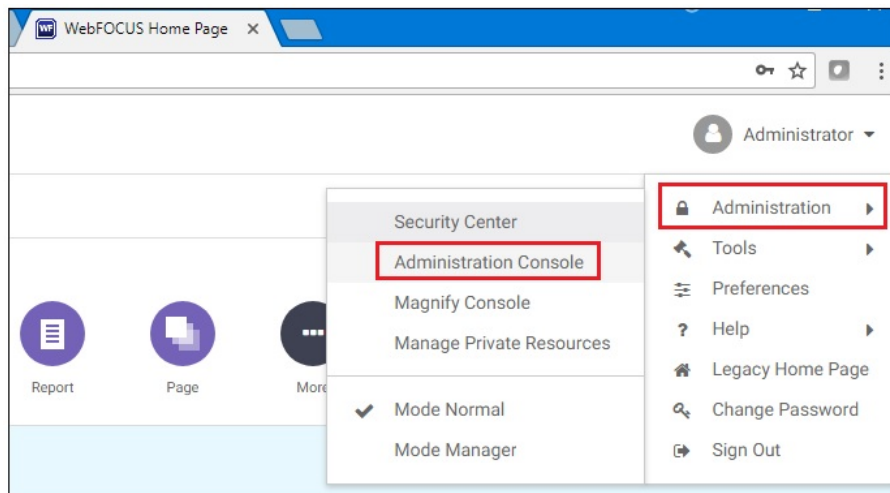 WF WebFOCUS Home Page
Administrator
Security Center
Administration Console
Magnify Console
Manage Private Resources
Mode Normal
Mode Manager
Administration
Tools
Preferences
Help
Legacy Home Page
Change Password
Sign Out
Report
Page
More